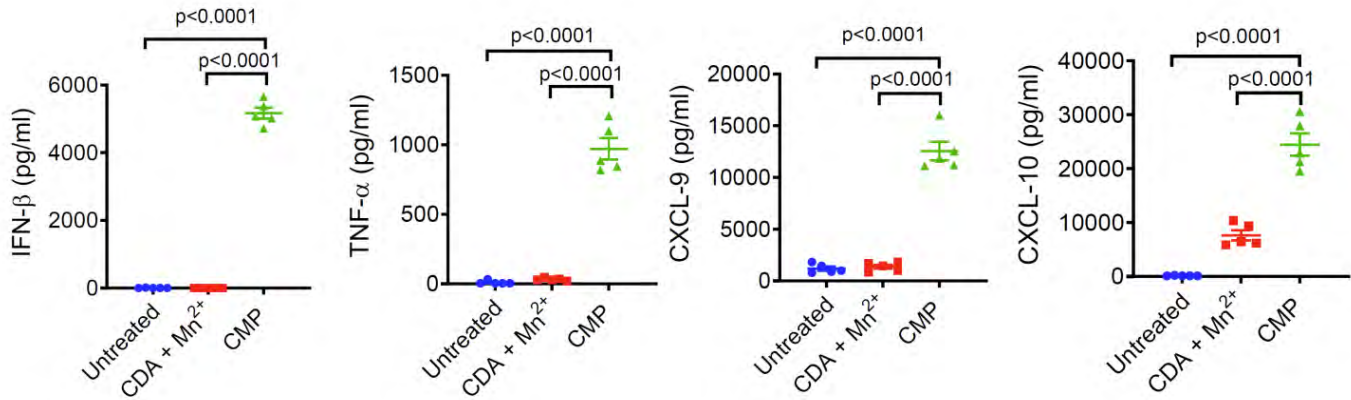 p<0.0001
p<0.0001
IFN-β (pg/ml)
6000
4000
2000
0
Untreated
CDA + Mn²⁺
CMP
p<0.0001
p<0.0001
TNF-α (pg/ml)
1500
1000
500
0
Untreated
CDA + Mn²⁺
CMP
p<0.0001
p<0.0001
CXCL-9 (pg/ml)
20000
15000
10000
5000
0
Untreated
CDA + Mn²⁺
CMP
p<0.0001
p<0.0001
CXCL-10 (pg/ml)
40000
30000
20000
10000
0
Untreated
CDA + Mn²⁺
CMP